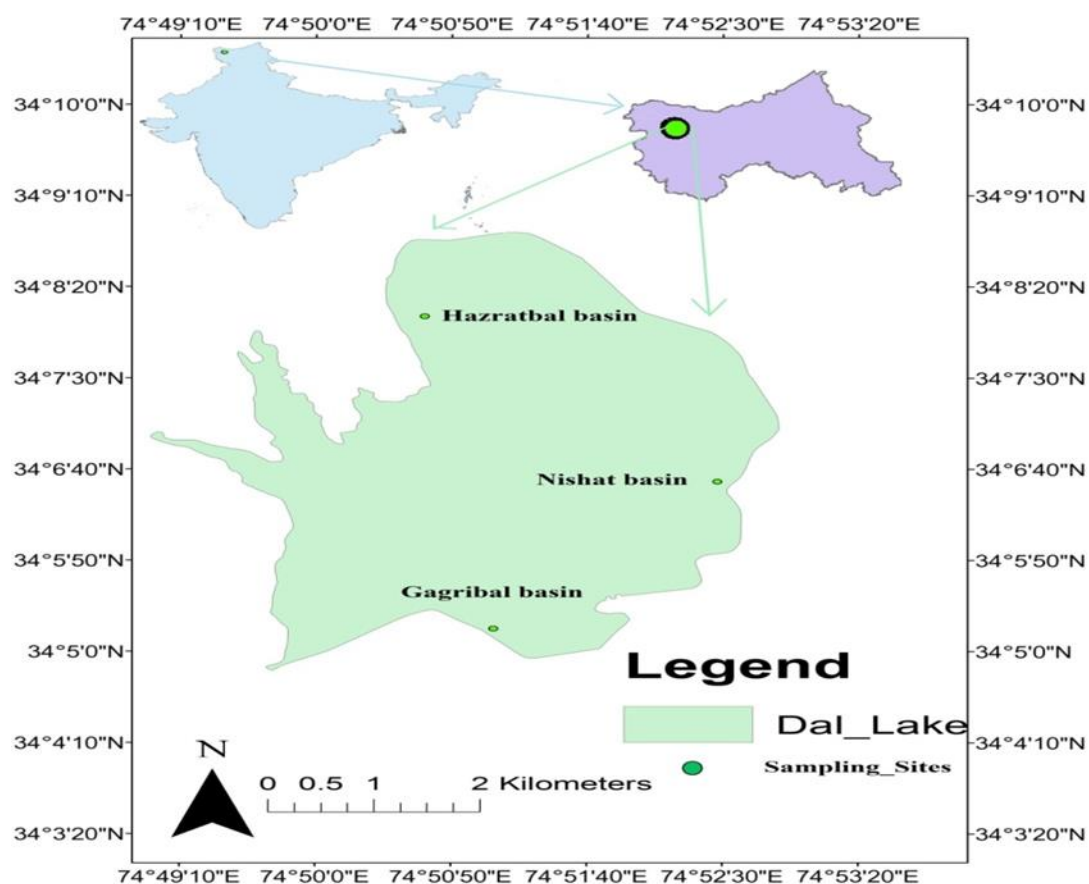 74°49'10"E 74°50'0"E 74°50'50"E 74°51'40"E 74°52'30"E 74°53'20"E
34°10'0"N 34°10'0"N
34°9'10"N 34°9'10"N
34°8'20"N 34°8'20"N
Hazratbal basin
34°7'30"N 34°7'30"N
34°6'40"N 34°6'40"N
Nishat basin
34°5'50"N 34°5'50"N
Gagribal basin
34°5'0"N 34°5'0"N
Legend
Dal_Lake
34°4'10"N 34°4'10"N
N
Sampling_Sites
0 0.5 1 2 Kilometers
34°3'20"N 34°3'20"N
74°49'10"E 74°50'0"E 74°50'50"E 74°51'40"E 74°52'30"E 74°53'20"E